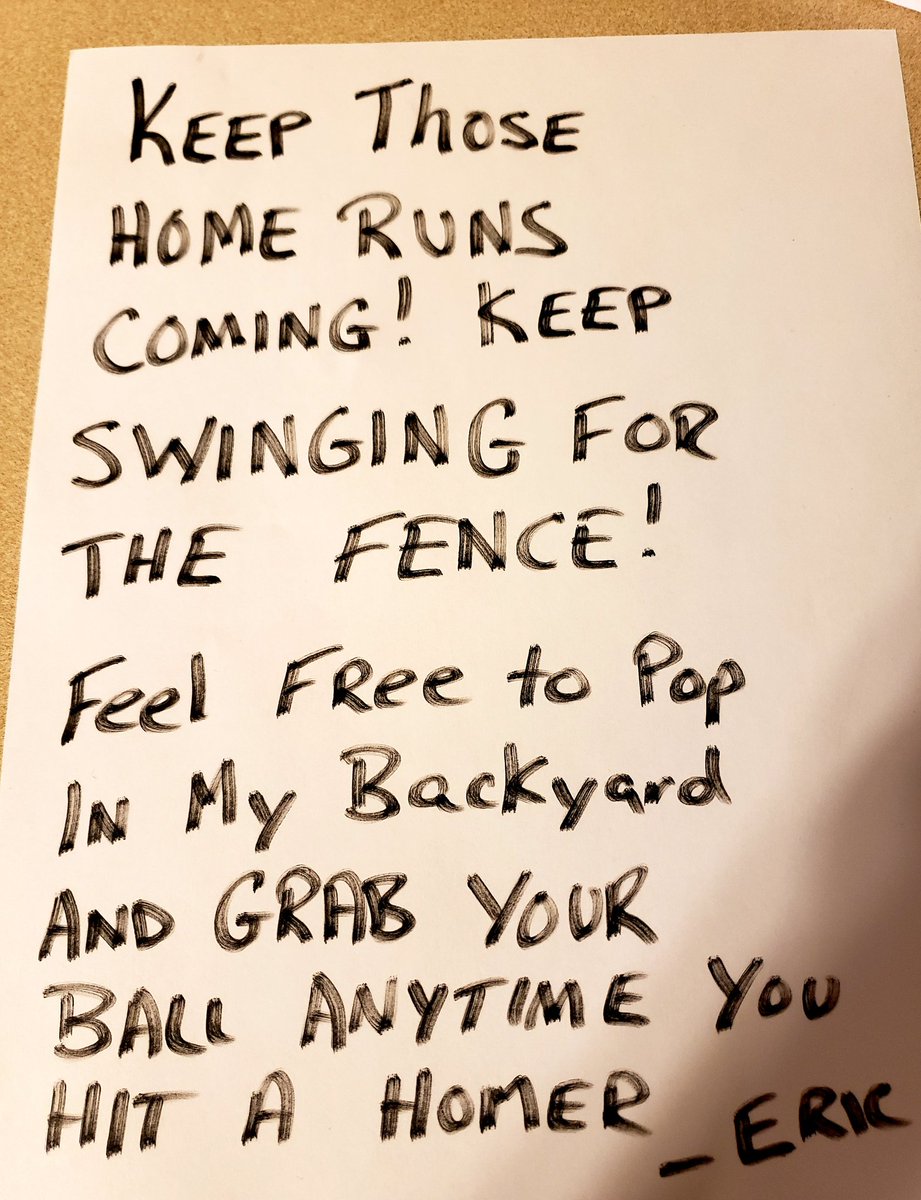 KEEP Those
HOME RUNS
COMING! KEEP
SWINGING FOR
THE FENCE!
Feel FRee to Pop
IN My Backyard
AND GRAB YOUR
BALL ANYTIME YOU
HIT A HOMER
- ERIC